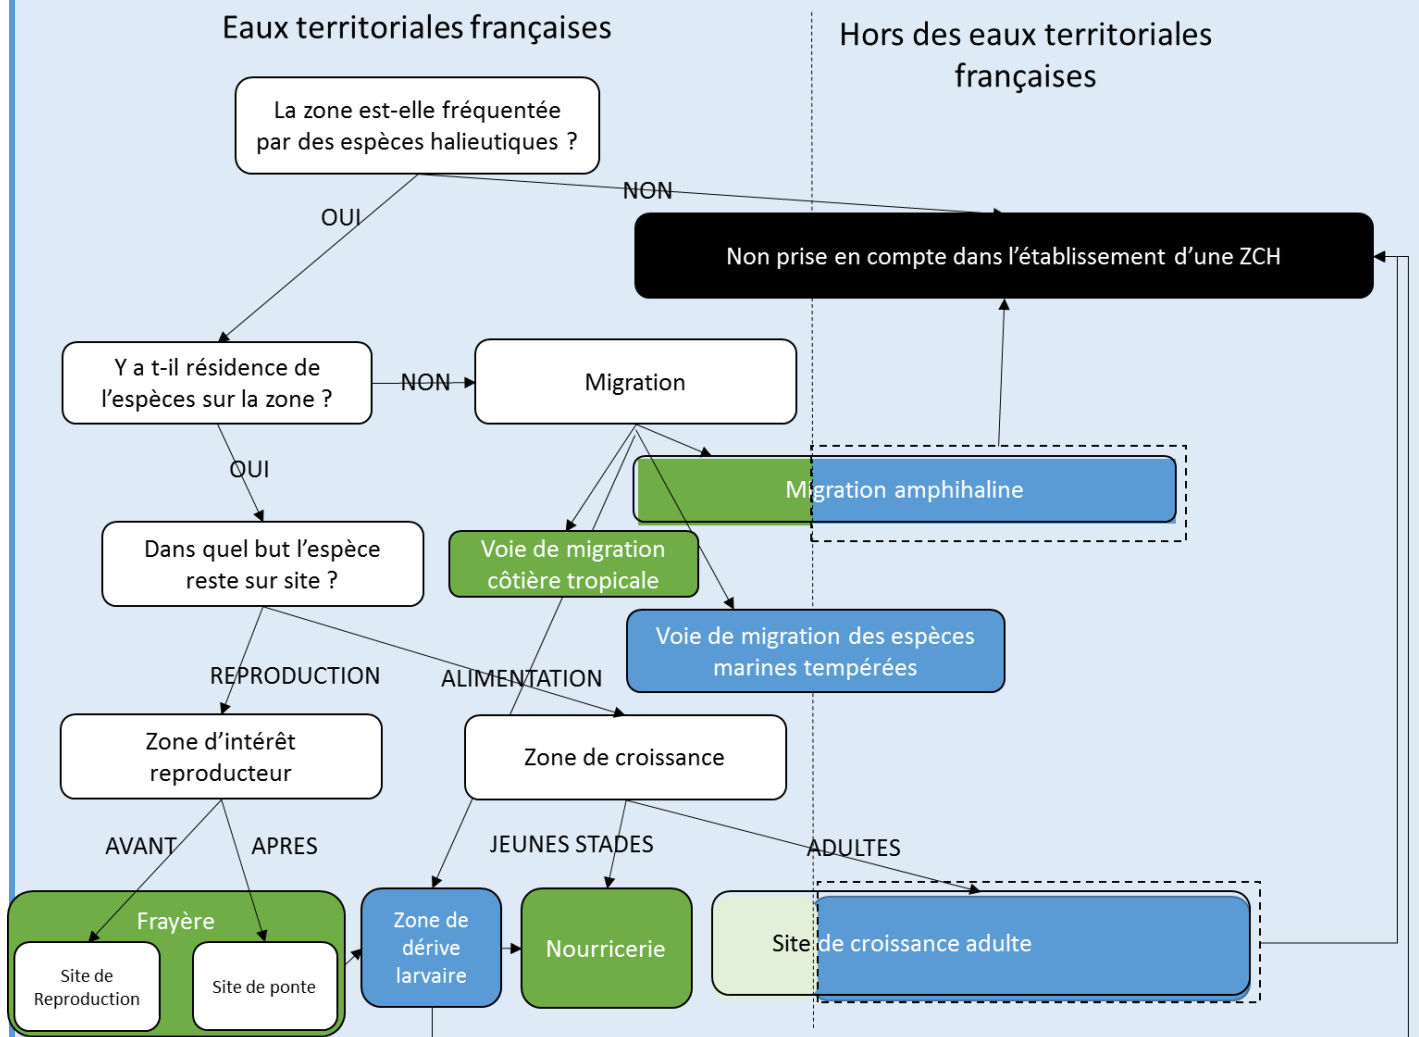 Eaux territoriales françaises
Hors des eaux territoriales
françaises
La zone est-elle fréquentée
par des espèces halieutiques ?
NON
OUI
Non prise en compte dans l’établissement d’une ZCH
Y a t-il résidence de
l’espèces sur la zone ?
NON
Migration
OUI
Migration amphihaline
Dans quel but l’espèce
reste sur site ?
Voie de migration
côtière tropicale
Voie de migration des espèces
marines tempérées
REPRODUCTION
ALIMENTATION
Zone d’intérêt
reproducteur
Zone de croissance
AVANT
APRES
JEUNES STADES
ADULTES
Frayère
Site de
Reproduction
Site de ponte
Zone de
dérive
larvaire
Nourricerie
Site de croissance adulte